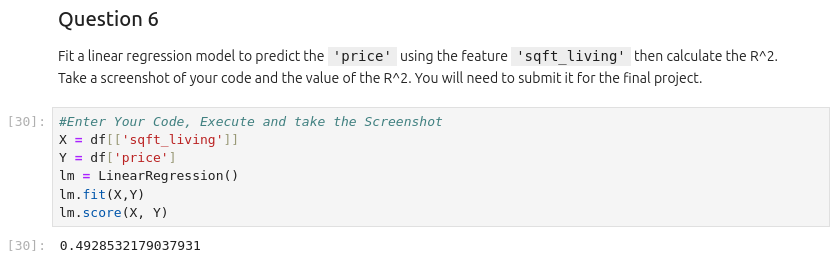 Question 6
Fit a linear regression model to predict the 'price' using the feature 'sqft_living' then calculate the R^2.
Take a screenshot of your code and the value of the R^2. You will need to submit it for the final project.
[30]: #Enter Your Code, Execute and take the Screenshot
X = df[['sqft_living']]
Y = df['price']
lm = LinearRegression()
lm.fit(X,Y)
lm.score(X, Y)
[30]: 0.4928532179037931